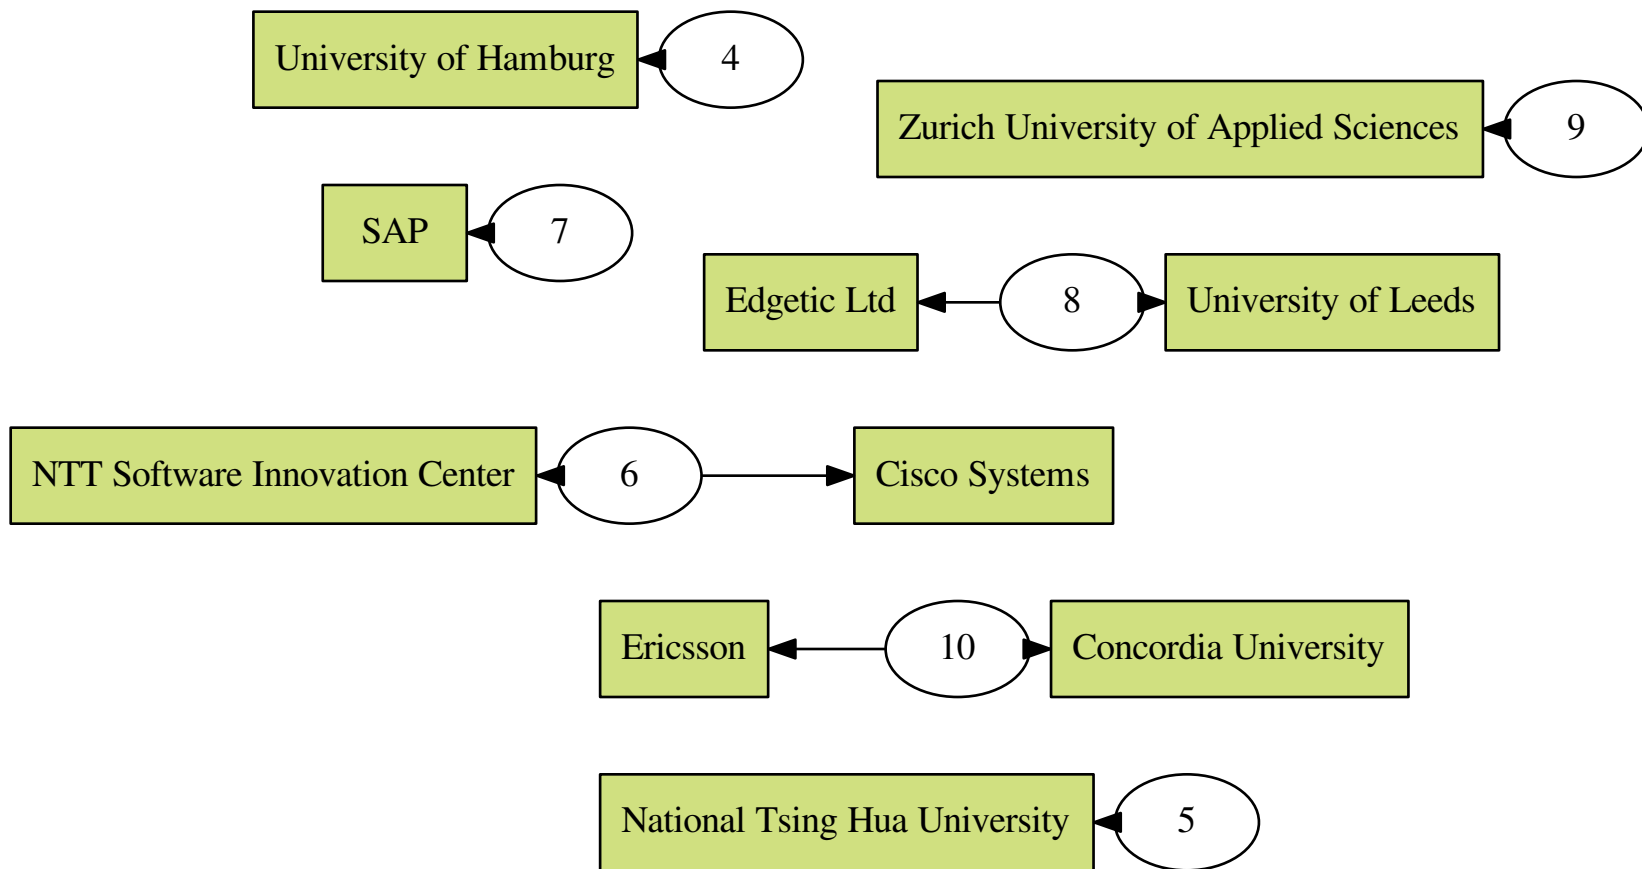 University of Hamburg
4
Zurich University of Applied Sciences
9
SAP
7
Edgetic Ltd
8
University of Leeds
NTT Software Innovation Center
6
Cisco Systems
Ericsson
10
Concordia University
National Tsing Hua University
5